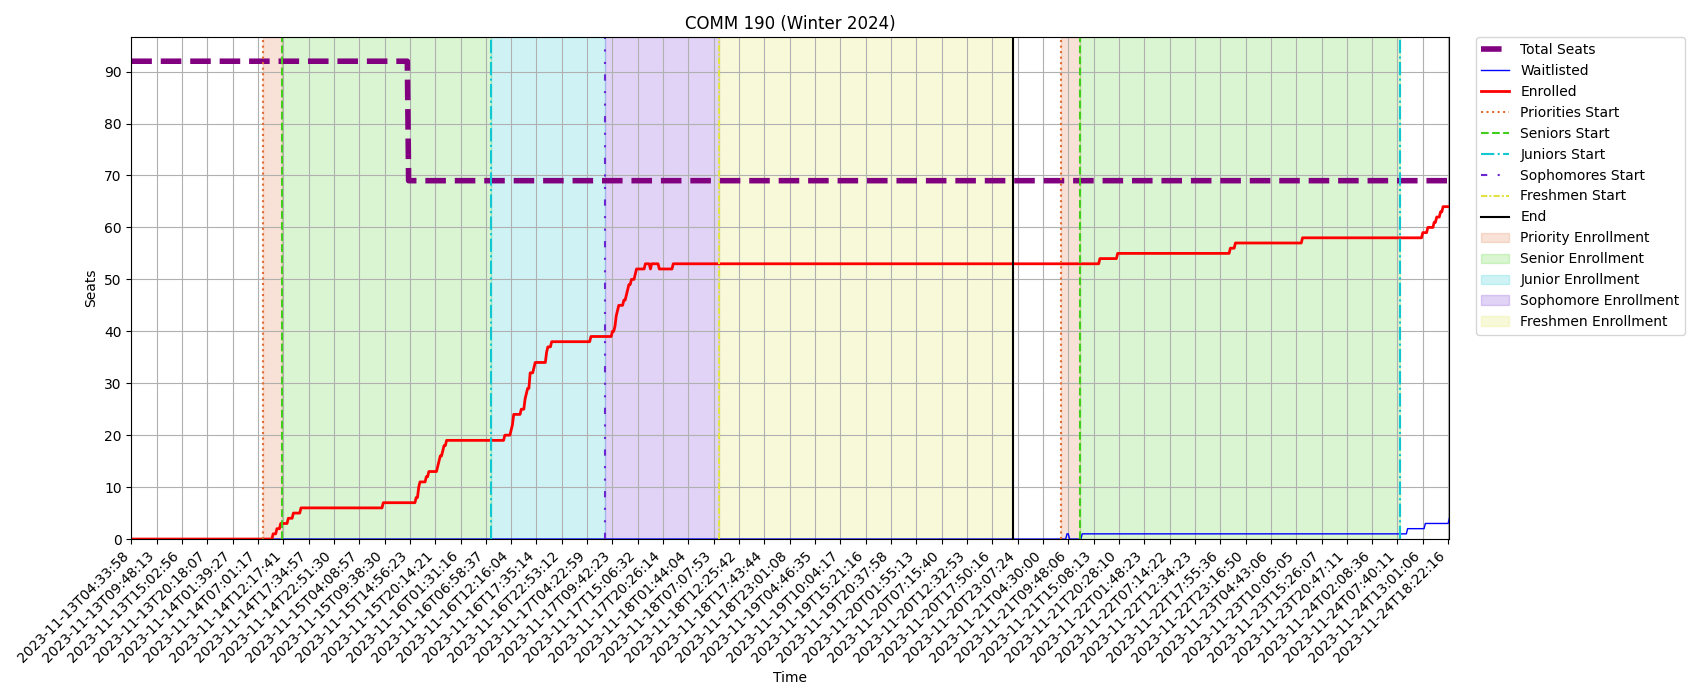 COMM 190 (Winter 2024)
Seats
90
80
70
60
50
40
30
20
10
0
2023-11-13T04:33:58
2023-11-13T09:48:13
2023-11-13T15:02:56
2023-11-13T20:18:07
2023-11-14T01:39:27
2023-11-14T07:01:17
2023-11-14T12:17:41
2023-11-14T17:34:57
2023-11-14T22:51:30
2023-11-15T04:08:57
2023-11-15T09:38:30
2023-11-15T14:56:23
2023-11-15T20:14:21
2023-11-16T01:31:16
2023-11-16T06:58:37
2023-11-16T12:16:04
2023-11-16T17:35:14
2023-11-16T22:53:12
2023-11-17T04:22:59
2023-11-17T09:42:23
2023-11-17T15:06:32
2023-11-17T20:26:14
2023-11-18T01:44:04
2023-11-18T07:07:53
2023-11-18T12:25:42
2023-11-18T17:43:44
2023-11-18T23:01:08
2023-11-19T04:46:35
2023-11-19T10:04:17
2023-11-19T15:21:16
2023-11-19T20:37:58
2023-11-20T01:55:13
2023-11-20T07:15:40
2023-11-20T12:32:53
2023-11-20T17:50:16
2023-11-20T23:07:24
2023-11-21T04:30:00
2023-11-21T09:48:06
2023-11-21T15:08:13
2023-11-21T20:28:10
2023-11-22T01:48:23
2023-11-22T07:14:22
2023-11-22T12:34:23
2023-11-22T17:55:36
2023-11-22T23:16:50
2023-11-23T04:43:06
2023-11-23T10:05:05
2023-11-23T15:26:07
2023-11-23T20:47:11
2023-11-24T02:08:36
2023-11-24T07:40:11
2023-11-24T13:01:06
2023-11-24T18:22:16
Time
Total Seats
Waitlisted
Enrolled
Priorities Start
Seniors Start
Juniors Start
Sophomores Start
Freshmen Start
End
Priority Enrollment
Senior Enrollment
Junior Enrollment
Sophomore Enrollment
Freshmen Enrollment